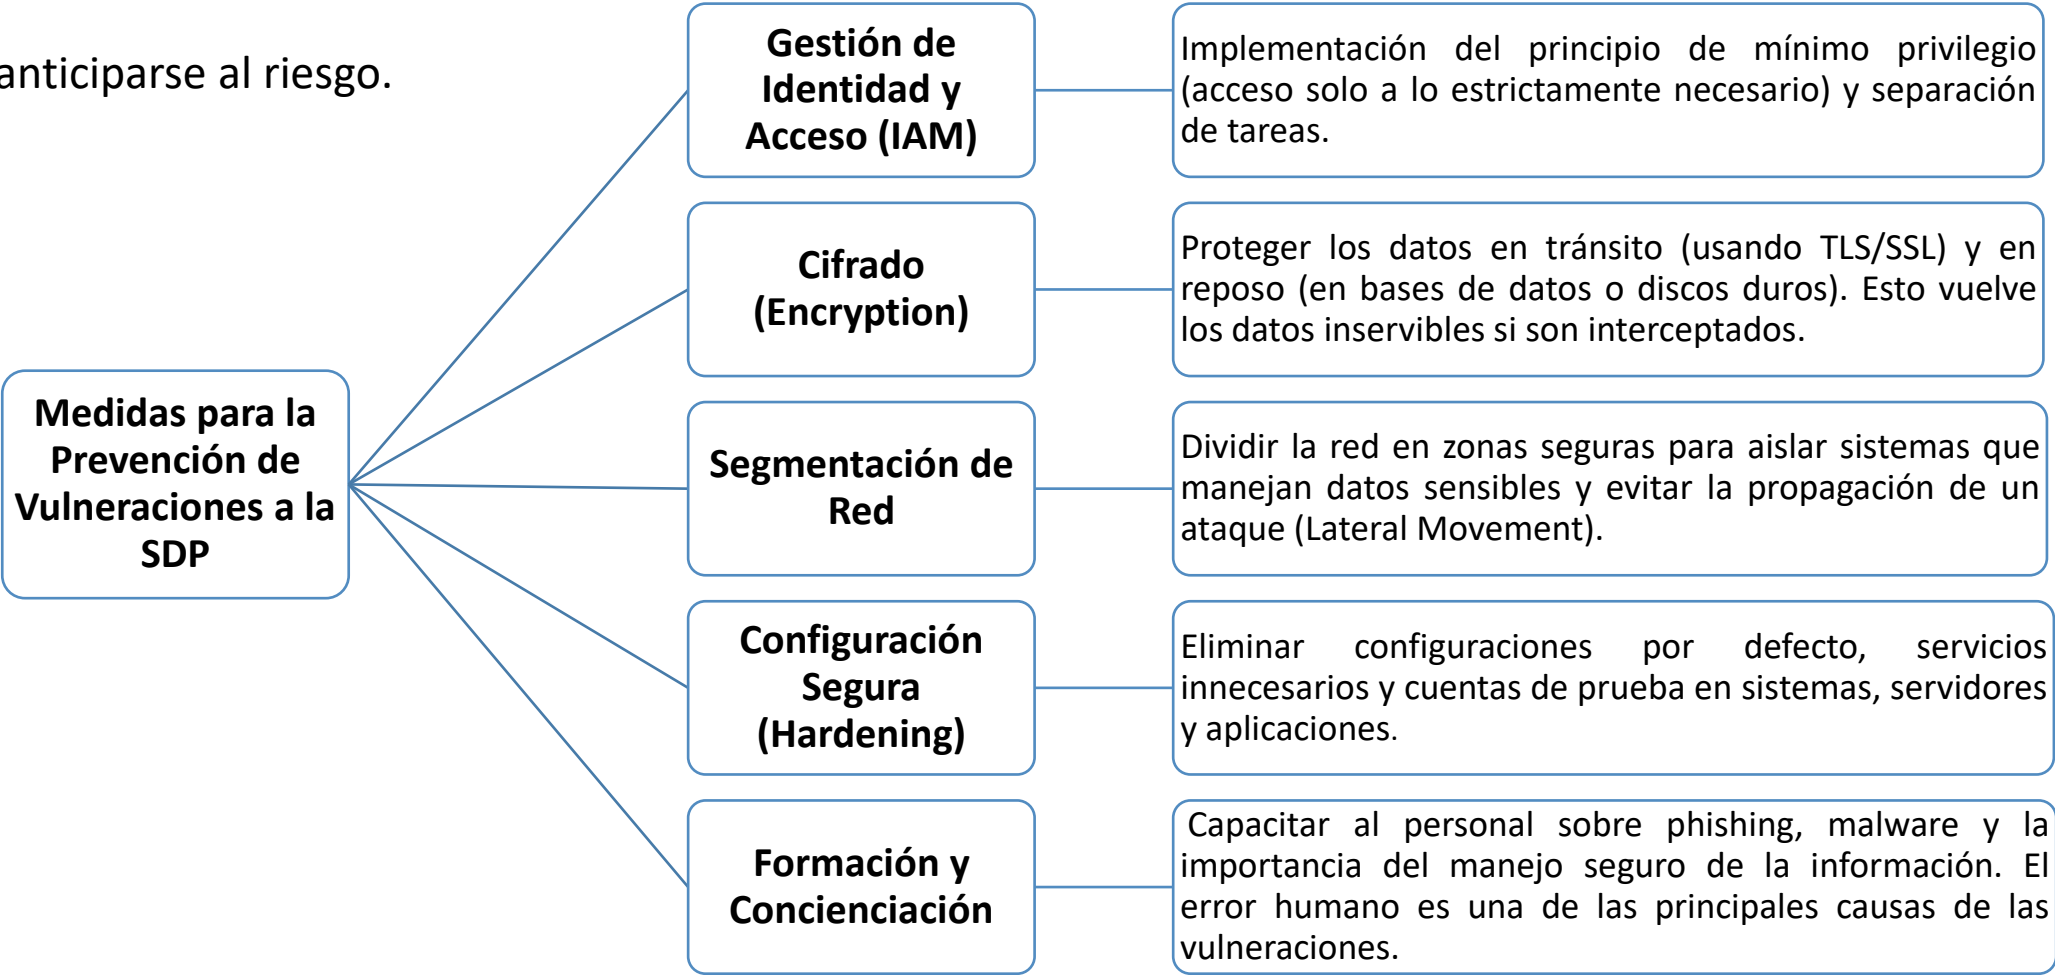 anticiparse al riesgo.
Medidas para la
Prevención de
Vulneraciones a la
SDP
Gestión de
Identidad y
Acceso (IAM)
Implementación del principio de mínimo privilegio
(acceso solo a lo estrictamente necesario) y separación
de tareas.
Cifrado
(Encryption)
Proteger los datos en tránsito (usando TLS/SSL) y en
reposo (en bases de datos o discos duros). Esto vuelve
los datos inservibles si son interceptados.
Segmentación de
Red
Dividir la red en zonas seguras para aislar sistemas que
manejan datos sensibles y evitar la propagación de un
ataque (Lateral Movement).
Configuración
Segura
(Hardening)
Eliminar configuraciones por defecto, servicios
innecesarios y cuentas de prueba en sistemas, servidores
y aplicaciones.
Formación y
Concienciación
Capacitar al personal sobre phishing, malware y la
importancia del manejo seguro de la información. El
error humano es una de las principales causas de las
vulneraciones.